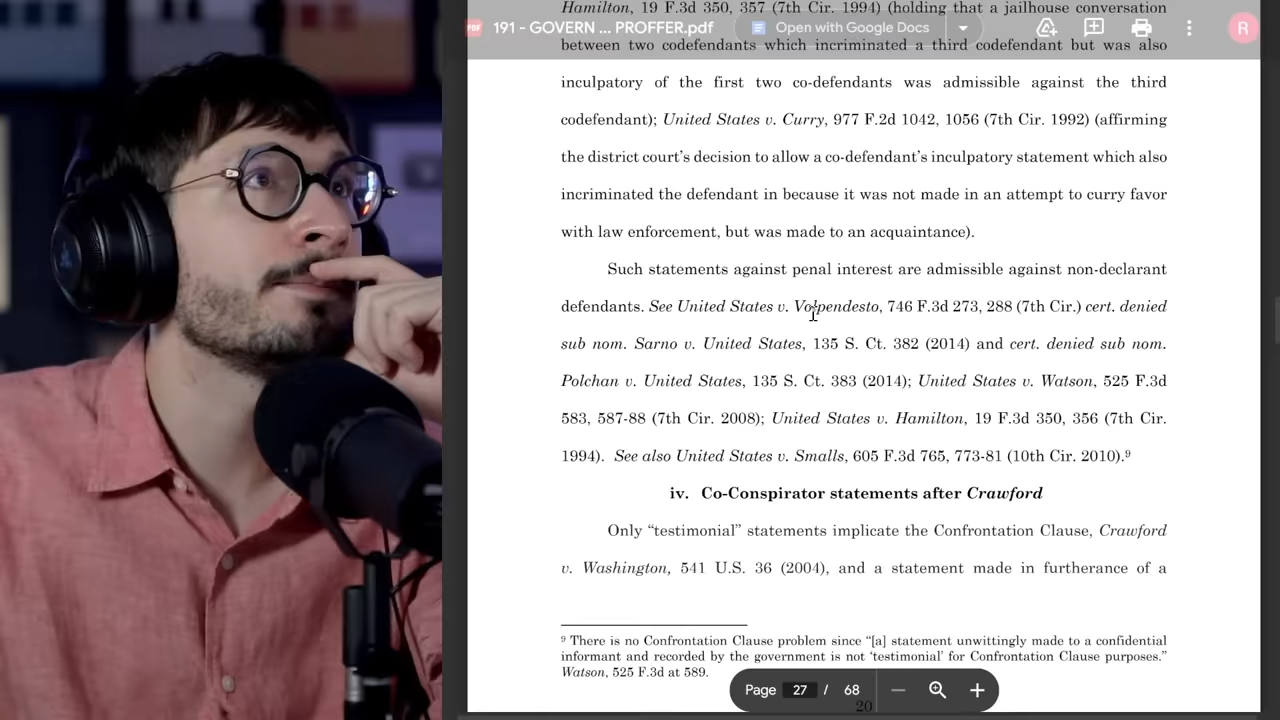 Hamilton, 19 F.3d 350, 357 (7th Cir. 1994) (holding that a jailhouse conversation
191 - GOVERN ... PROFFER.pdf
Open with Google Docs
R
between two codefendants which incriminated a third codefendant but was also
inculpatory of the first two co-defendants was admissible against the third
codefendant); United States v. Curry, 977 F.2d 1042, 1056 (7th Cir. 1992) (affirming
the district court's decision to allow a co-defendant's inculpatory statement which also
incriminated the defendant in because it was not made in an attempt to curry favor
with law enforcement, but was made to an acquaintance).
Such statements against penal interest are admissible against non-declarant
defendants. See United States v. Volpendesto, 746 F.3d 273, 288 (7th Cir.) cert. denied
sub nom. Sarno v. United States, 135 S. Ct. 382 (2014) and cert. denied sub nom.
Polchan v. United States, 135 S. Ct. 383 (2014); United States v. Watson, 525 F.3d
583, 587-88 (7th Cir. 2008); United States v. Hamilton, 19 F.3d 350, 356 (7th Cir.
1994). See also United States v. Smalls, 605 F.3d 765, 773-81 (10th Cir. 2010).⁹
iv. Co-Conspirator statements after Crawford
Only “testimonial” statements implicate the Confrontation Clause, Crawford
v. Washington, 541 U.S. 36 (2004), and a statement made in furtherance of a
⁹ There is no Confrontation Clause problem since “[a] statement unwittingly made to a confidential
informant and recorded by the government is not ‘testimonial’ for Confrontation Clause purposes.”
Watson, 525 F.3d at 589.
Page 27 / 68
20